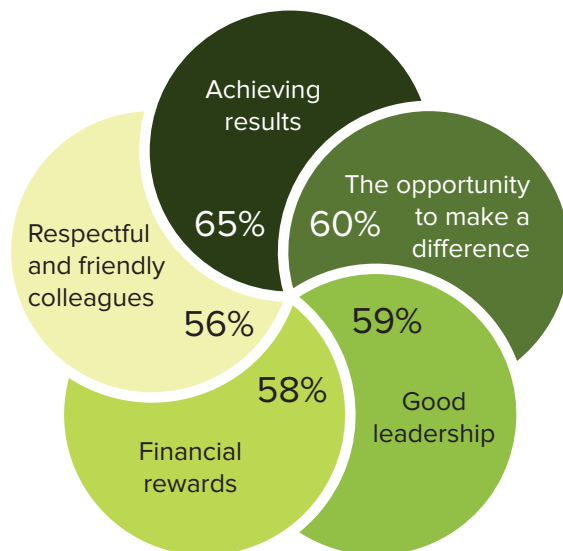 Achieving
results
65%
The opportunity
to make a
difference
60%
Good
leadership
59%
Financial
rewards
58%
Respectful
and friendly
colleagues
56%